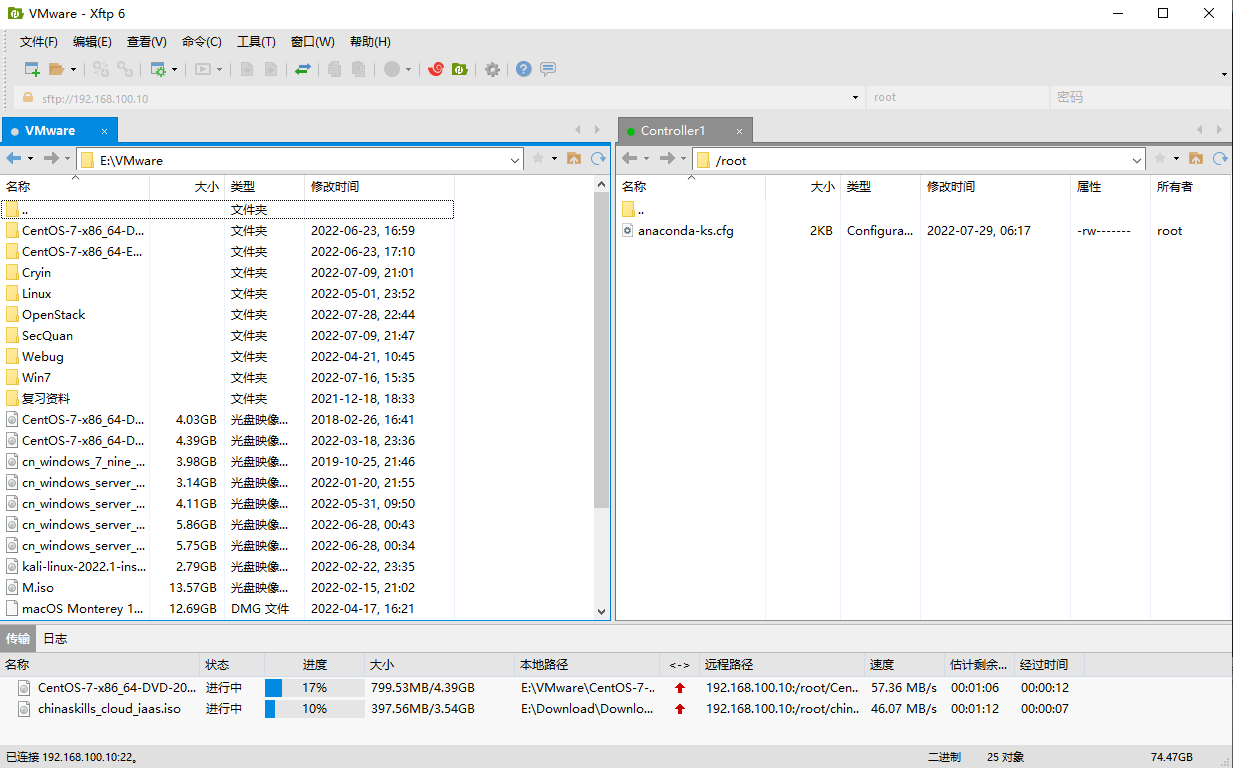 VMware - Xftp 6
文件(F) 编辑(E) 查看(V) 命令(C) 工具(T) 窗口(W) 帮助(H)
sftp://192.168.100.10 root 密码
VMware × Controller1 ×
E:\VMware
名称 大小 类型 修改时间
.. 文件夹
CentOS-7-x86_64-D... 文件夹 2022-06-23, 16:59
CentOS-7-x86_64-E... 文件夹 2022-06-23, 17:10
Cryin 文件夹 2022-07-09, 21:01
Linux 文件夹 2022-05-01, 23:52
OpenStack 文件夹 2022-07-28, 22:44
SecQuan 文件夹 2022-07-09, 21:47
Webug 文件夹 2022-04-21, 10:45
Win7 文件夹 2022-07-16, 15:35
复习资料 文件夹 2021-12-18, 18:33
CentOS-7-x86_64-D... 4.03GB 光盘映像... 2018-02-26, 16:41
CentOS-7-x86_64-D... 4.39GB 光盘映像... 2022-03-18, 23:36
cn_windows_7_nine_... 3.98GB 光盘映像... 2019-10-25, 21:46
cn_windows_server_... 3.14GB 光盘映像... 2022-01-20, 21:55
cn_windows_server_... 4.11GB 光盘映像... 2022-05-31, 09:50
cn_windows_server_... 5.86GB 光盘映像... 2022-06-28, 00:43
cn_windows_server_... 5.75GB 光盘映像... 2022-06-28, 00:34
kali-linux-2022.1-ins... 2.79GB 光盘映像... 2022-02-22, 23:35
M.iso 13.57GB 光盘映像... 2022-02-15, 21:02
macOS Monterey 1... 12.69GB DMG 文件 2022-04-17, 16:21
/root
名称 大小 类型 修改时间 属性 所有者
..
anaconda-ks.cfg 2KB Configura... 2022-07-29, 06:17 -rw------- root
传输 日志
名称 状态 进度 大小 本地路径 <-> 远程路径 速度 估计剩余... 经过时间
CentOS-7-x86_64-DVD-20... 进行中 17% 799.53MB/4.39GB E:\VMware\CentOS-7-... 192.168.100.10:/root/Cen... 57.36 MB/s 00:01:06 00:00:12
chinaskills_cloud_iaas.iso 进行中 10% 397.56MB/3.54GB E:\Download\Downlo... 192.168.100.10:/root/chin... 46.07 MB/s 00:01:12 00:00:07
已连接 192.168.100.10:22。 二进制 25 对象 74.47GB